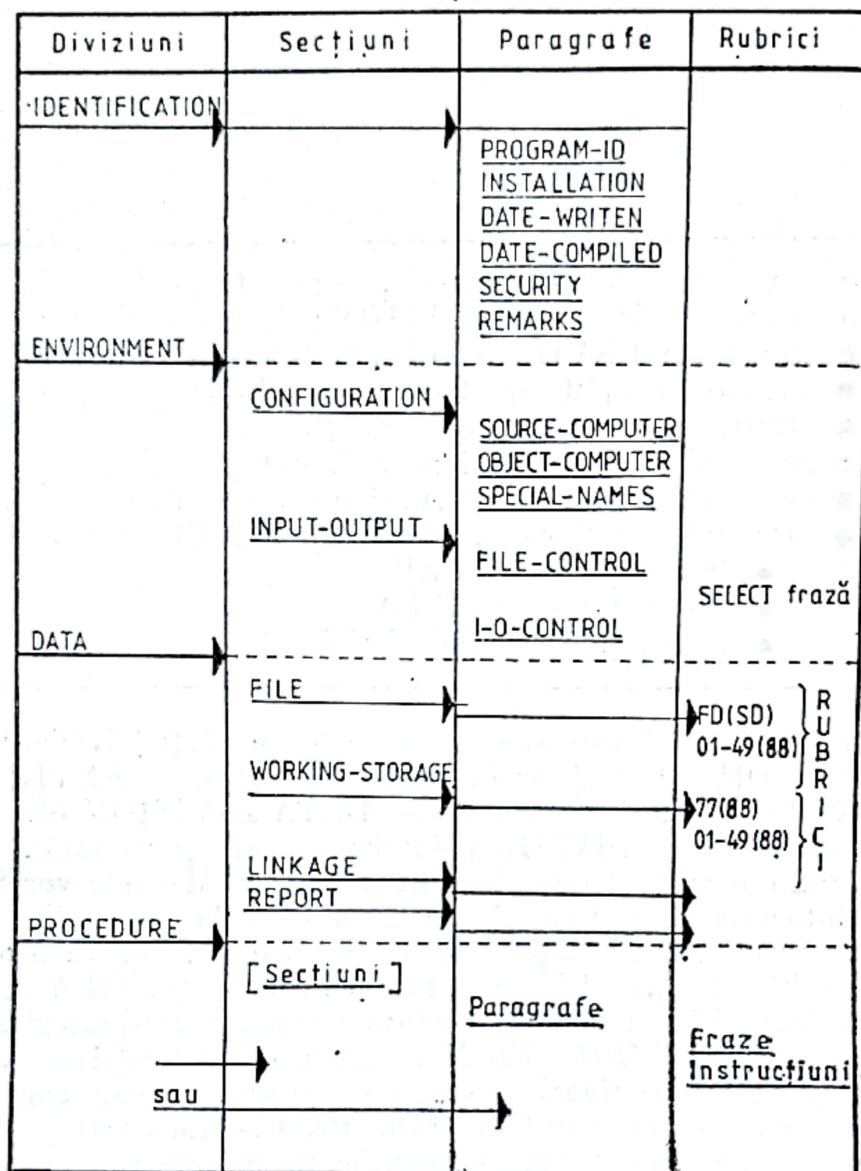 Diviziuni Secțiuni Paragrafe Rubrici
IDENTIFICATION
PROGRAM-ID
INSTALLATION
DATE-WRITEN
DATE-COMPILED
SECURITY
REMARKS
ENVIRONMENT
CONFIGURATION
SOURCE-COMPUTER
OBJECT-COMPUTER
SPECIAL-NAMES
INPUT-OUTPUT
FILE-CONTROL
SELECT frază
I-O-CONTROL
DATA
FILE
FD(SD)
01-49(88)
WORKING-STORAGE
77(88)
01-49(88)
RUBRICI
LINKAGE
REPORT
PROCEDURE
[Sectiuni]
Paragrafe
Fraze
Instrucțiuni
sau